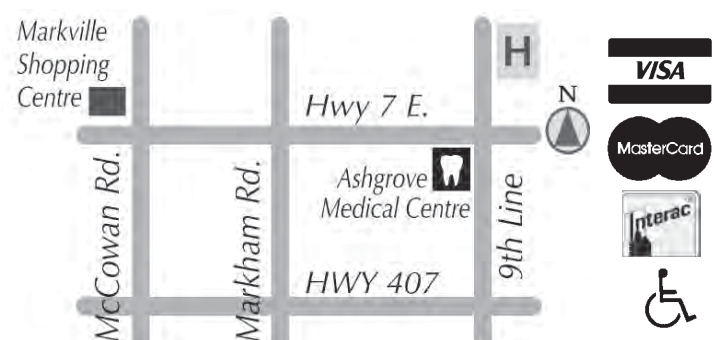 Markville
Shopping
Centre
Hwy 7 E.
H
N
VISA
MasterCard
Interac
Ashgrove
Medical Centre
McCowan Rd.
Markham Rd.
9th Line
HWY 407